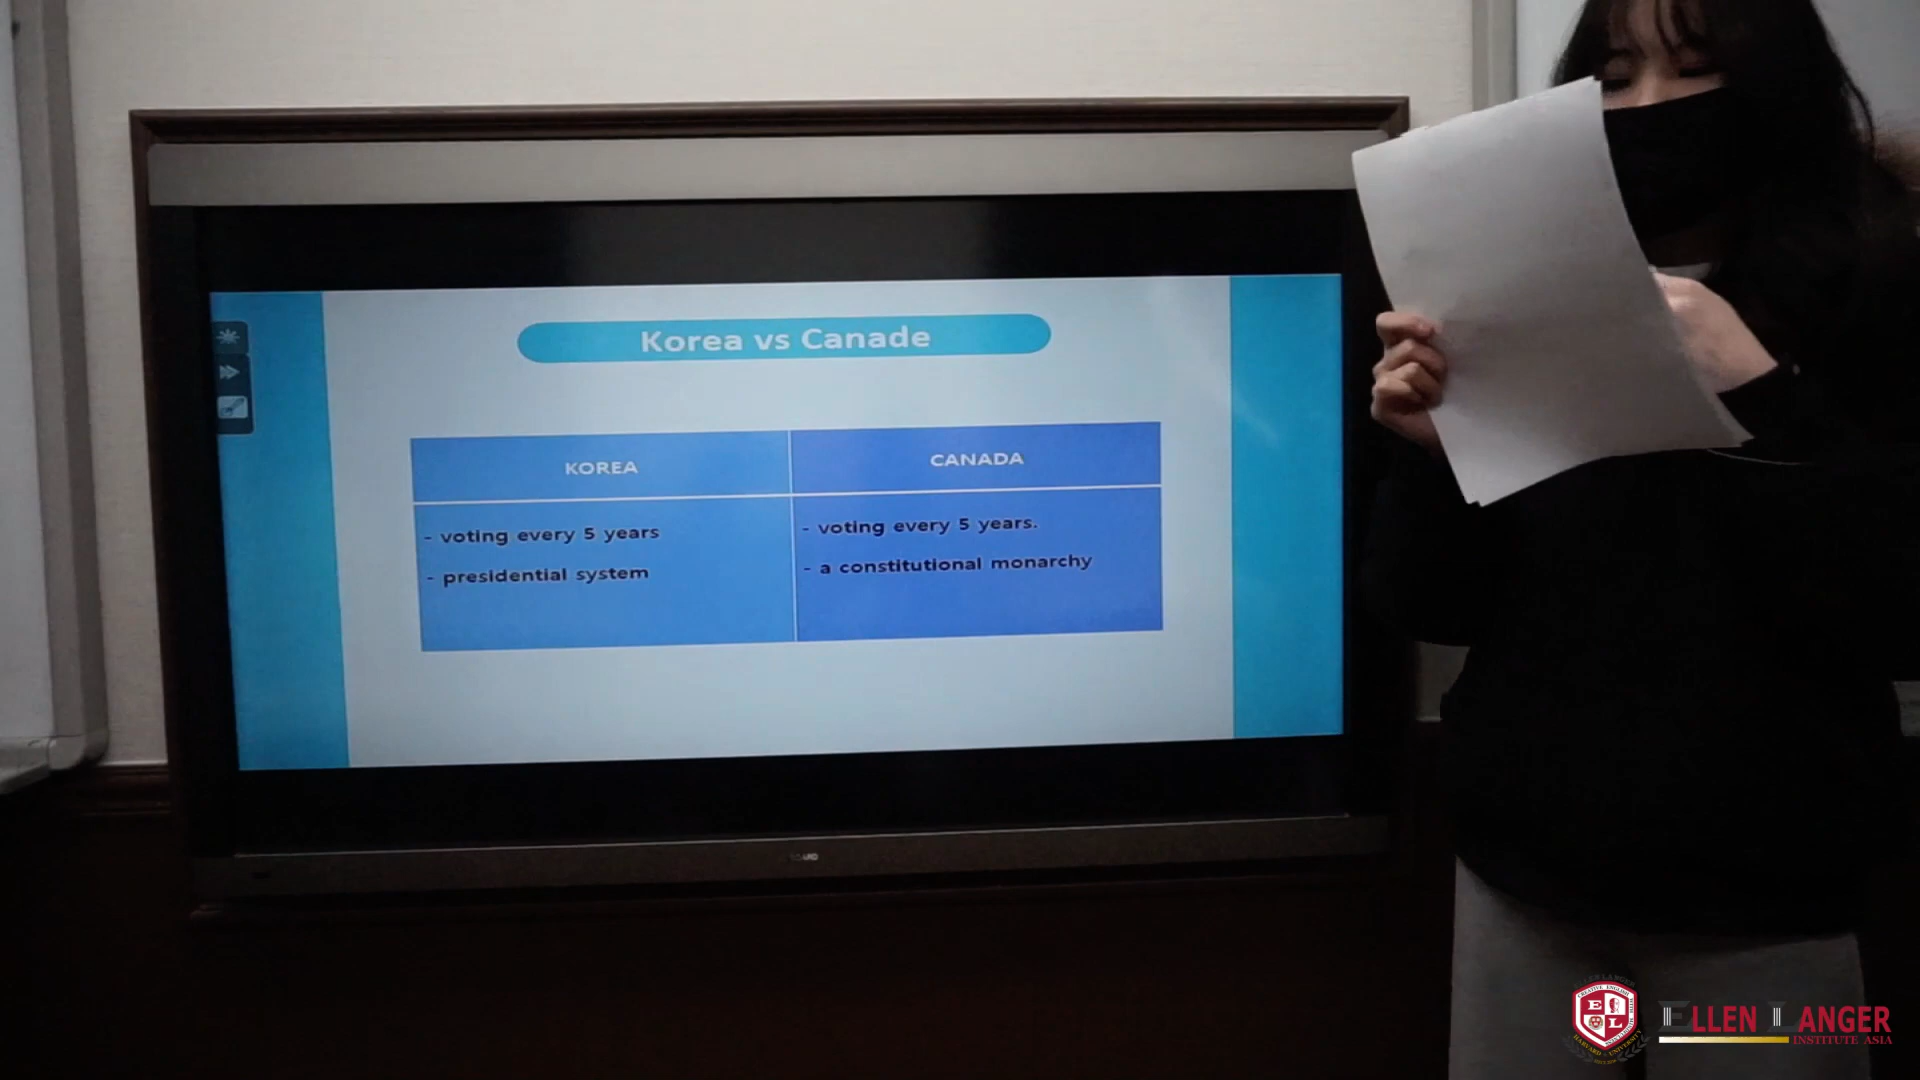 Korea vs Canade
KOREA
CANADA
- voting every 5 years
- presidential system
- voting every 5 years.
- a constitutional monarchy
E
L
ELLEN LANGER
INSTITUTE ASIA